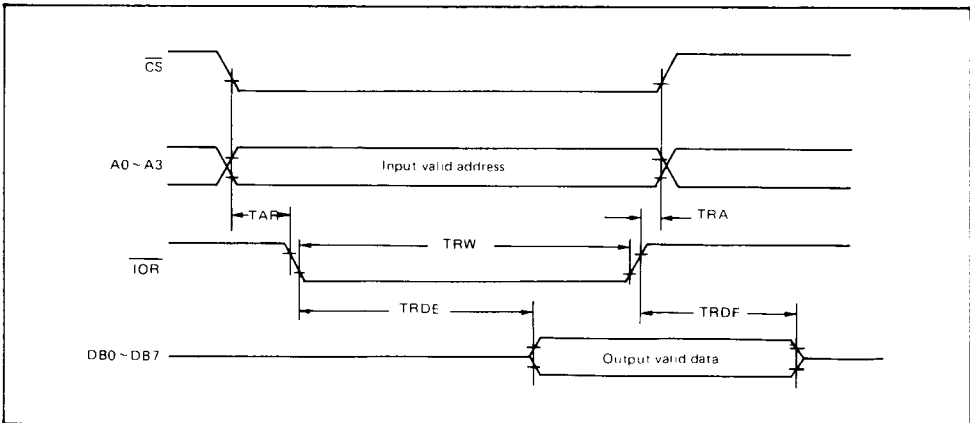 CS
A0~A3
Input valid address
TAR
TRA
IOR
TRW
TRDE
TRDF
DB0~DB7
Output valid data